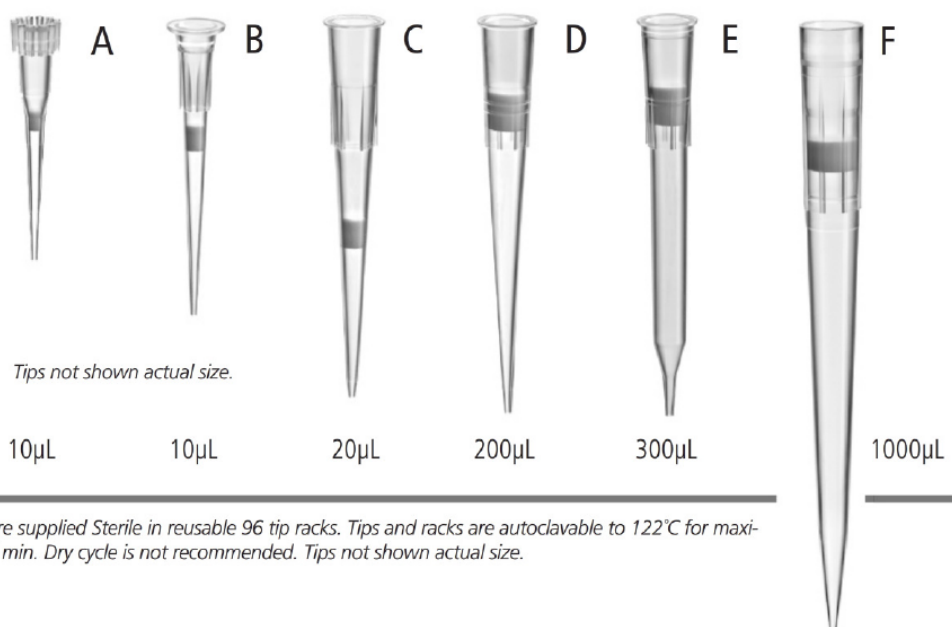 A B C D E F
Tips not shown actual size.
10µL 10µL 20µL 200µL 300µL 1000µL
re supplied Sterile in reusable 96 tip racks. Tips and racks are autoclavable to 122°C for maxi-
min. Dry cycle is not recommended. Tips not shown actual size.